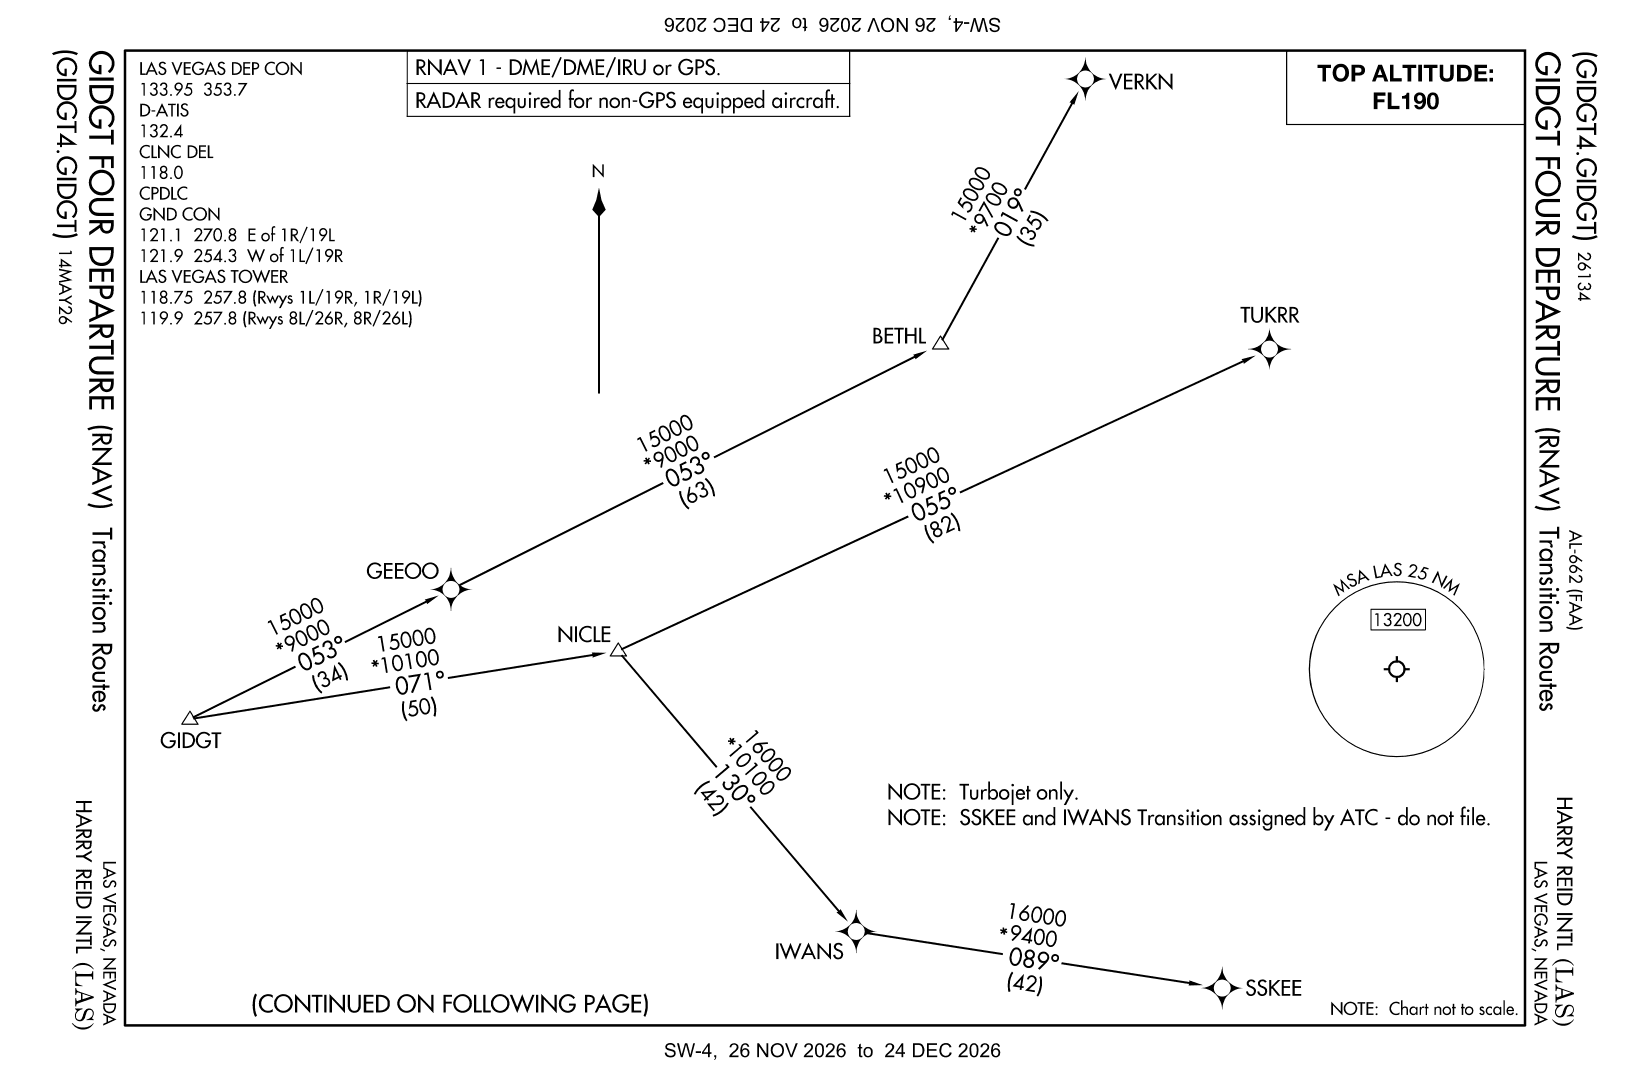 SW-4, 26 NOV 2026 to 24 DEC 2026
(GIDGT4.GIDGT) 14MAY26
GIDGT FOUR DEPARTURE (RNAV) Transition Routes
HARRY REID INTL (LAS)
LAS VEGAS, NEVADA
LAS VEGAS DEP CON
133.95 353.7
D-ATIS
132.4
CLNC DEL
118.0
CPDLC
GND CON
121.1 270.8 E of 1R/19L
121.9 254.3 W of 1L/19R
LAS VEGAS TOWER
118.75 257.8 (Rwys 1L/19R, 1R/19L)
119.9 257.8 (Rwys 8L/26R, 8R/26L)
RNAV 1 - DME/DME/IRU or GPS.
RADAR required for non-GPS equipped aircraft.
TOP ALTITUDE:
FL190
N
VERKN
15000
*9700
019°
(35)
BETHL
TUKRR
15000
*9000
053°
(63)
15000
*10900
055°
(82)
GEEOO
15000
*9000
053°
(34)
15000
*10100
071°
(50)
NICLE
GIDGT
MSA LAS 25 NM
13200
16000
*10100
130°
(42)
NOTE: Turbojet only.
NOTE: SSKEE and IWANS Transition assigned by ATC - do not file.
IWANS
16000
*9400
089°
(42)
SSKEE
(CONTINUED ON FOLLOWING PAGE)
NOTE: Chart not to scale.
GIDGT FOUR DEPARTURE (RNAV) Transition Routes
(GIDGT4.GIDGT) 26134
AL-662 (FAA)
HARRY REID INTL (LAS)
LAS VEGAS, NEVADA
SW-4, 26 NOV 2026 to 24 DEC 2026